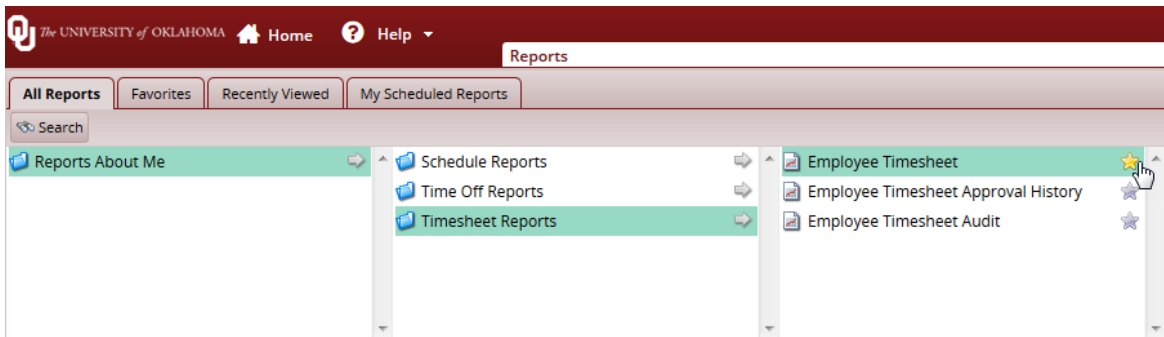 The UNIVERSITY of OKLAHOMA Home ? Help
Reports
All Reports Favorites Recently Viewed My Scheduled Reports
Search
Reports About Me Schedule Reports Employee Timesheet
Time Off Reports Employee Timesheet Approval History
Timesheet Reports Employee Timesheet Audit